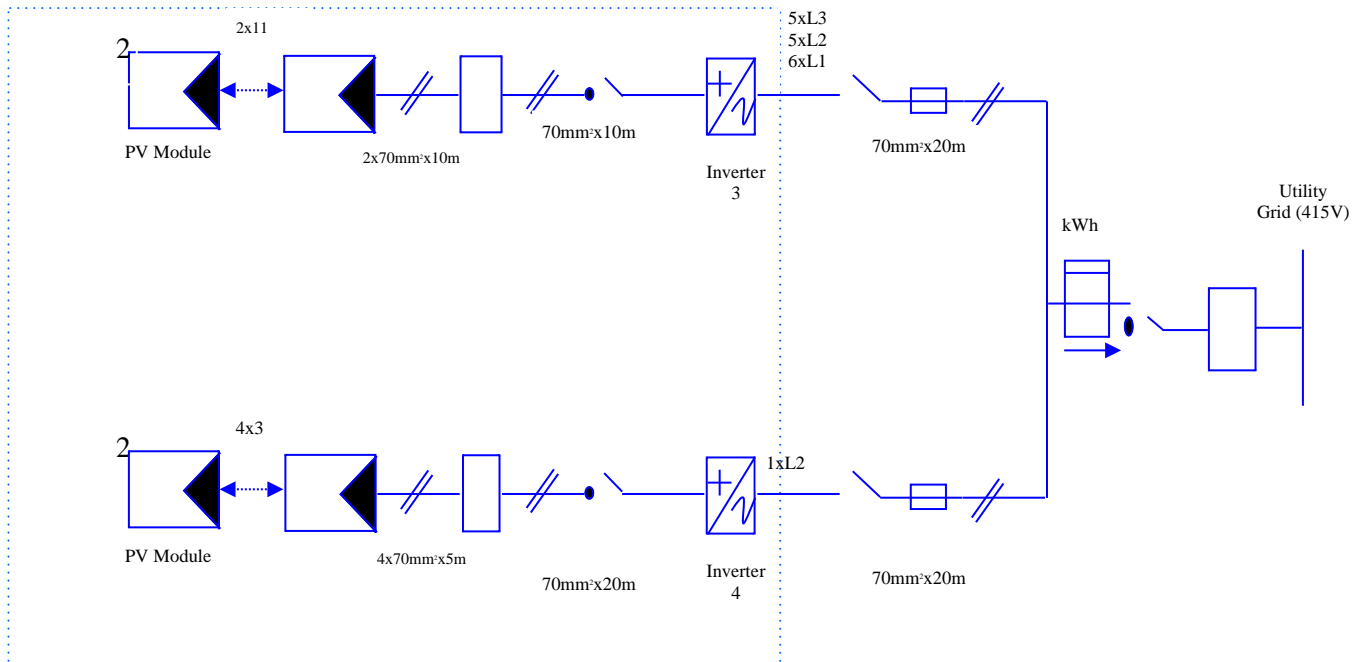 2x11
5xL3
5xL2
6xL1
2
PV Module
2x70mm²x10m
70mm²x10m
Inverter
3
70mm²x20m
Utility
Grid (415V)
kWh
4x3
2
1xL2
PV Module
4x70mm²x5m
70mm²x20m
Inverter
4
70mm²x20m